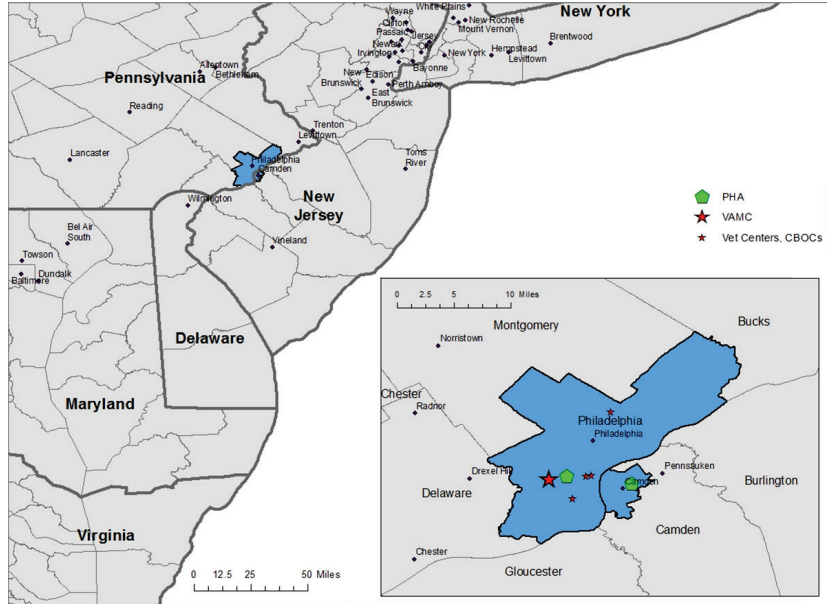 White Plains
New York
Wayne
Clifton
New Rochelle
Mount Vernon
Passaic
Jersey
Brentwood
Newark
Irvington
New York
Hempstead
Levittown
Bayonne
Pennsylvania
Allentown
Bethlehem
New
Brunswick
Edison
Perth Amboy
East
Brunswick
Reading
Trenton
Levittown
Lancaster
Philadelphia
Camden
Toms
River
New
Jersey
Wilmington
PHA
VAMC
Vet Centers, CBOCs
Bel Air
South
Vineland
Towson
Dundalk
Baltimore
Delaware
Maryland
Virginia
0 12.5 25 50 Miles
0 2.5 5 10 Miles
Montgomery
Bucks
Norristown
Chester
Radnor
Philadelphia
Philadelphia
Drexel Hill
Pennsauken
Camden
Delaware
Burlington
Camden
Chester
Gloucester